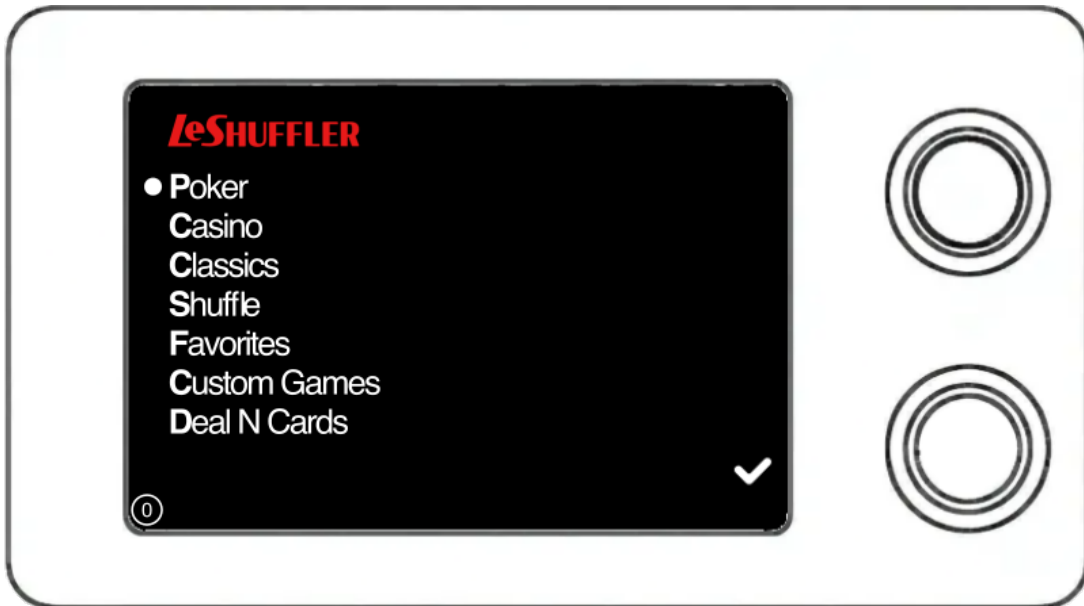 LeShuffler
Poker
Casino
Classics
Shuffle
Favorites
Custom Games
Deal N Cards
0